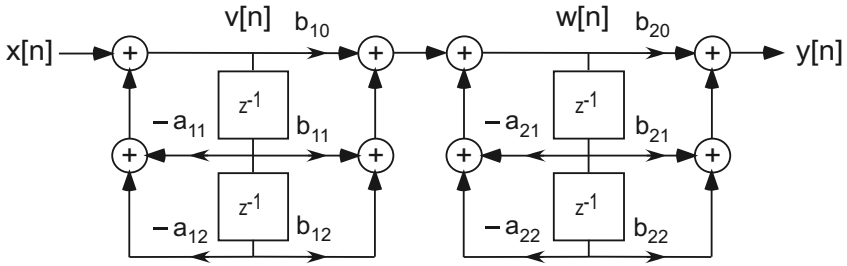 v[n] b₁₀ w[n] b₂₀
x[n] + + + + y[n]
z⁻¹ z⁻¹
−a₁₁ b₁₁ −a₂₁ b₂₁
+ + + +
z⁻¹ z⁻¹
−a₁₂ b₁₂ −a₂₂ b₂₂